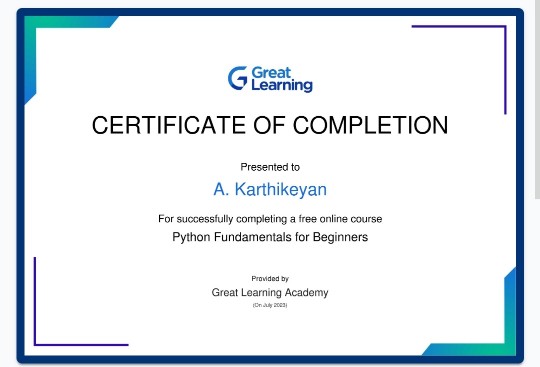 Great
Learning
CERTIFICATE OF COMPLETION
Presented to
A. Karthikeyan
For successfully completing a free online course
Python Fundamentals for Beginners
Provided by
Great Learning Academy
(On July 2025)